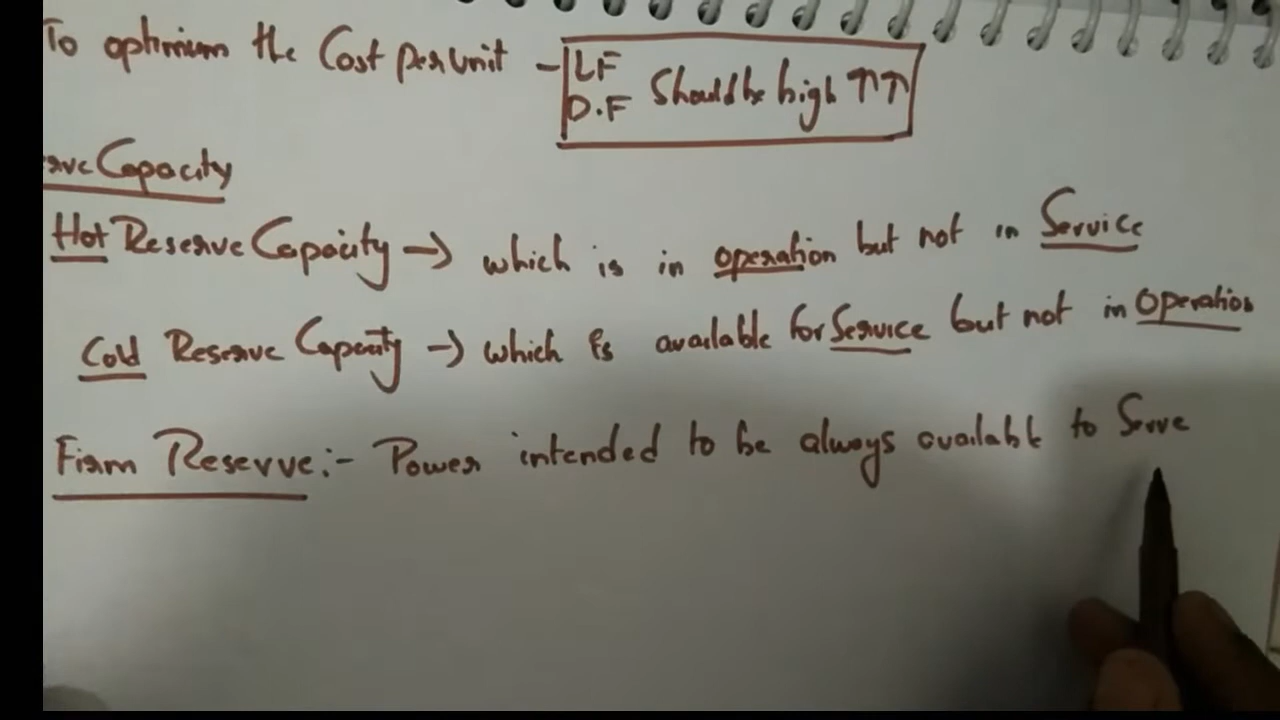 To optimium the Cost per unit - LF
D.F Should be high ↑↑
rve Capacity
Hot Reserve Capacity → which is in operation but not in Service
Cold Reserve Capacity → which is available for Service but not in Operation
Firm Reserve:- Power intended to be always available to Serve